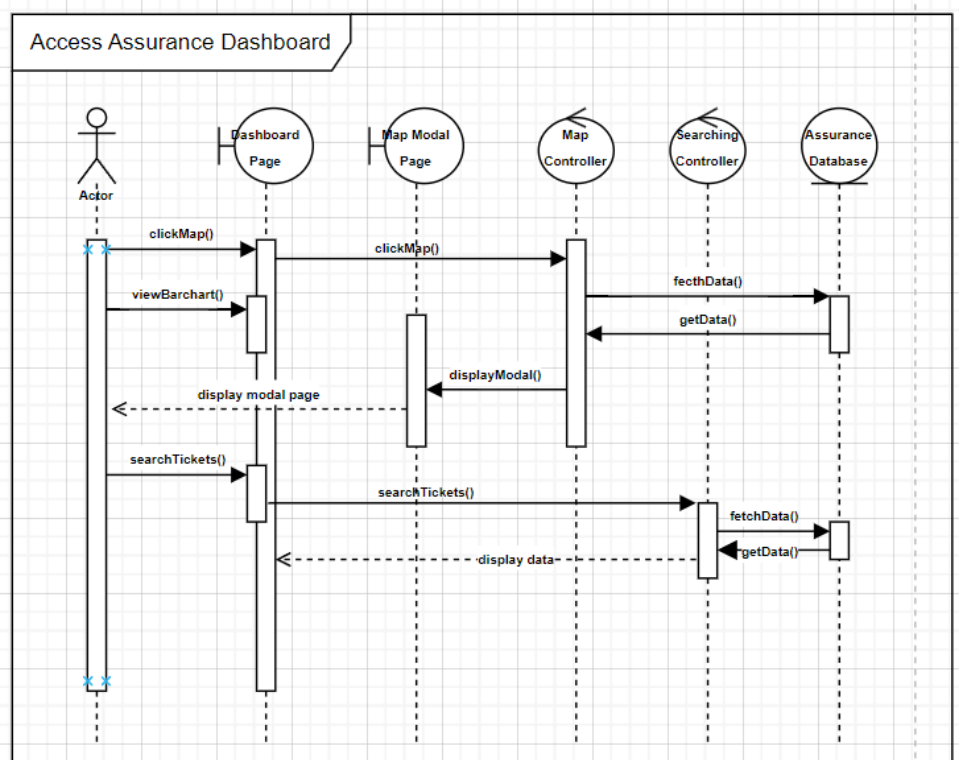 Access Assurance Dashboard
Dashboard
Page
Map Modal
Page
Map
Controller
Searching
Controller
Assurance
Database
Actor
clickMap()
clickMap()
fecthData()
viewBarchart()
getData()
displayModal()
display modal page
searchTickets()
searchTickets()
fetchData()
getData()
display data